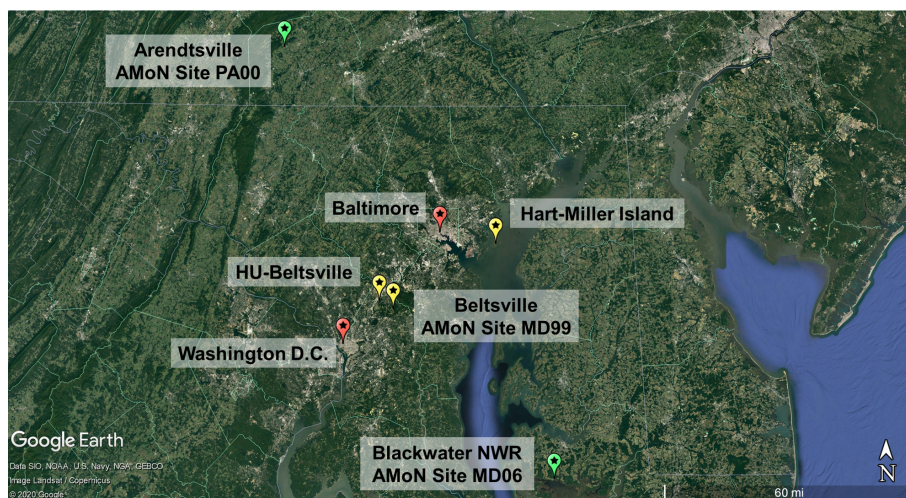 Arendtsville
AMoN Site PA00
Baltimore
Hart-Miller Island
HU-Beltsville
Beltsville
AMoN Site MD99
Washington D.C.
Blackwater NWR
AMoN Site MD06
Google Earth
Data SIO, NOAA, U.S. Navy, NGA, GEBCO
Image Landsat / Copernicus
© 2020 Google
N
60 mi